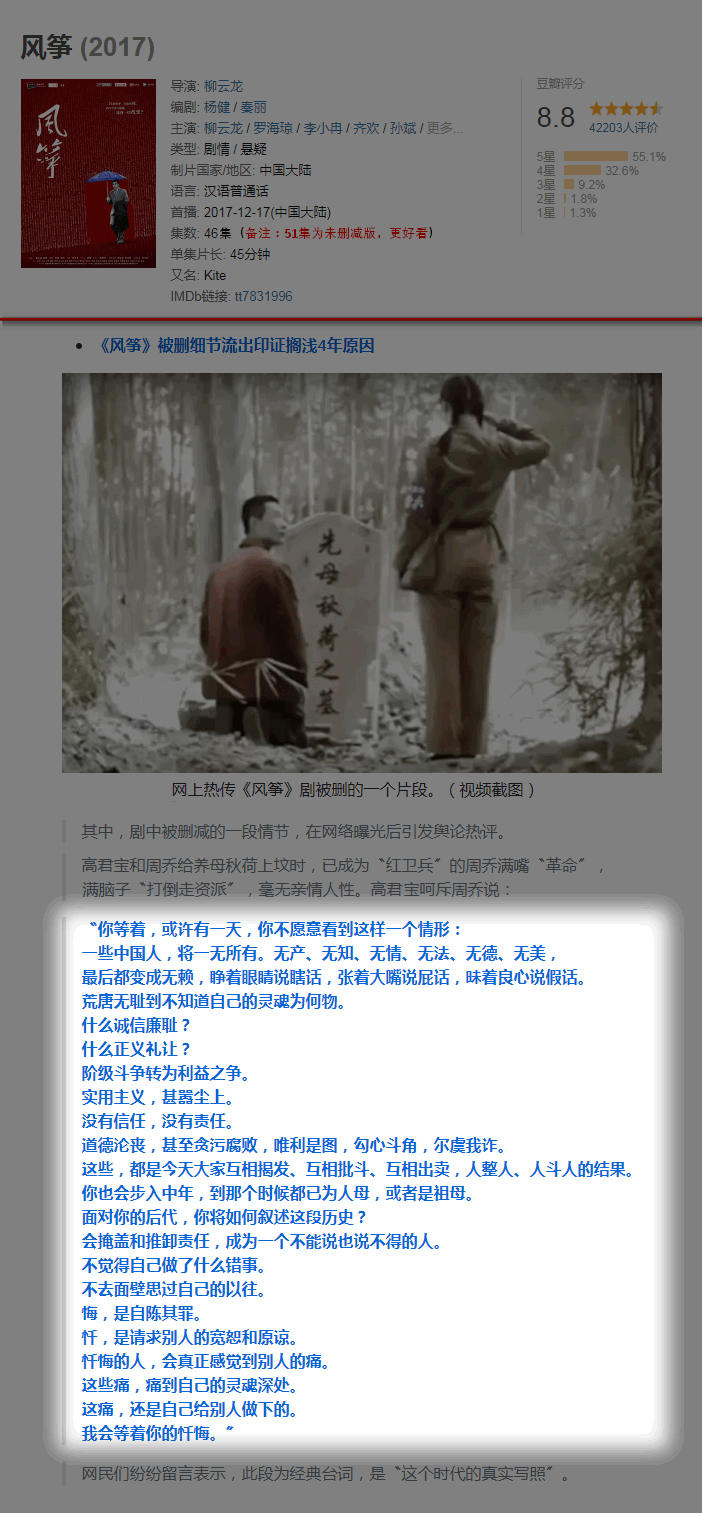 风筝 (2017)
导演: 柳云龙
编剧: 杨健 / 秦丽
主演: 柳云龙 / 罗海琼 / 李小冉 / 齐欢 / 孙斌 / 更多...
类型: 剧情 / 悬疑
制片国家/地区: 中国大陆
语言: 汉语普通话
首播: 2017-12-17(中国大陆)
集数: 46集（备注：51集为未删减版，更好看）
单集片长: 45分钟
又名: Kite
IMDb链接: tt7831996
豆瓣评分
8.8
42203人评价
5星 55.1%
4星 32.6%
3星 9.2%
2星 1.8%
1星 1.3%
风筝
• 《风筝》被删细节流出印证搁浅4年原因
先母秋荷之墓
网上热传《风筝》剧被删的一个片段。（视频截图）
其中，剧中被删减的一段情节，在网络曝光后引发舆论热评。
高君宝和周乔给养母秋荷上坟时，已成为〝红卫兵〞的周乔满嘴〝革命〞，
满脑子〝打倒走资派〞，毫无亲情人性。高君宝呵斥周乔说：
〝你等着，或许有一天，你不愿意看到这样一个情形：
一些中国人，将一无所有。无产、无知、无情、无法、无德、无美，
最后都变成无赖，睁着眼睛说瞎话，张着大嘴说屁话，昧着良心说假话。
荒唐无耻到不知道自己的灵魂为何物。
什么诚信廉耻？
什么正义礼让？
阶级斗争转为利益之争。
实用主义，甚嚣尘上。
没有信任，没有责任。
道德沦丧，甚至贪污腐败，唯利是图，勾心斗角，尔虞我诈。
这些，都是今天大家互相揭发、互相批斗、互相出卖，人整人、人斗人的结果。
你也会步入中年，到那个时候都已为人母，或者是祖母。
面对你的后代，你将如何叙述这段历史？
会掩盖和推卸责任，成为一个不能说也说不得的人。
不觉得自己做了什么错事。
不去面壁思过自己的以往。
悔，是自陈其罪。
忏，是请求别人的宽恕和原谅。
忏悔的人，会真正感觉到别人的痛。
这些痛，痛到自己的灵魂深处。
这痛，还是自己给别人做下的。
我会等着你的忏悔。〞
网民们纷纷留言表示，此段为经典台词，是〝这个时代的真实写照〞。